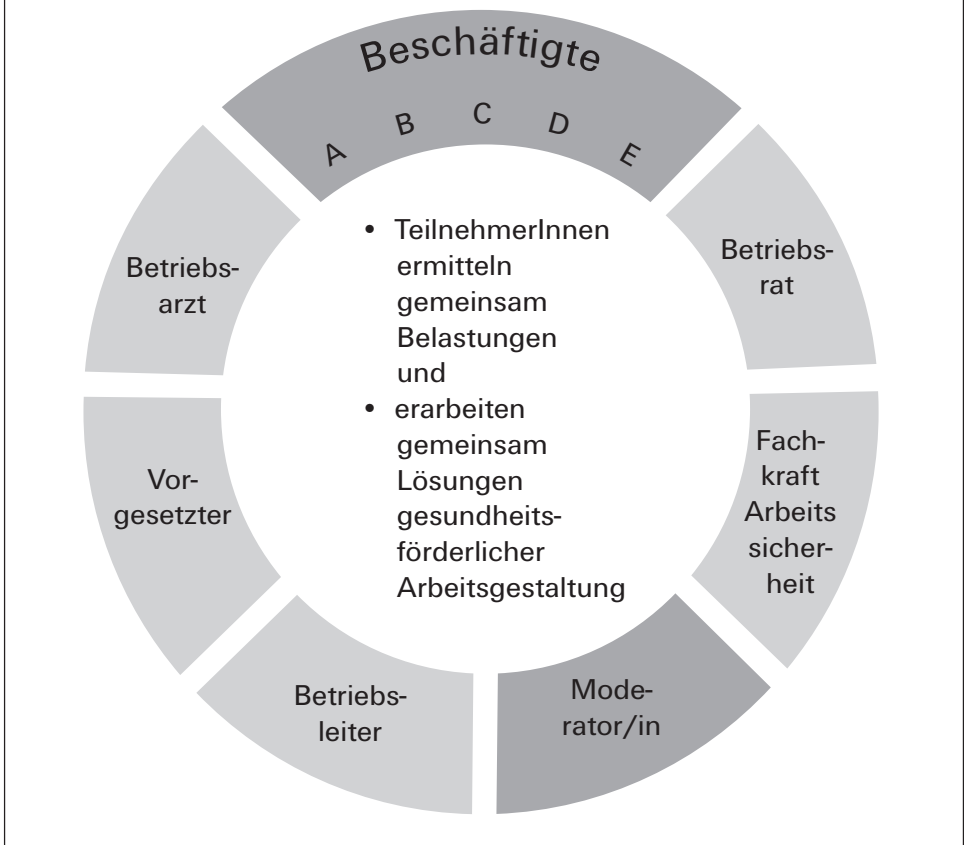 Beschäftigte
A B C D E
Betriebs-
arzt
Betriebs-
rat
• TeilnehmerInnen
ermitteln
gemeinsam
Belastungen
und
• erarbeiten
gemeinsam
Lösungen
gesundheits-
förderlicher
Arbeitsgestaltung
Vor-
gesetzter
Fach-
kraft
Arbeits
sicher-
heit
Betriebs-
leiter
Mode-
rator/in